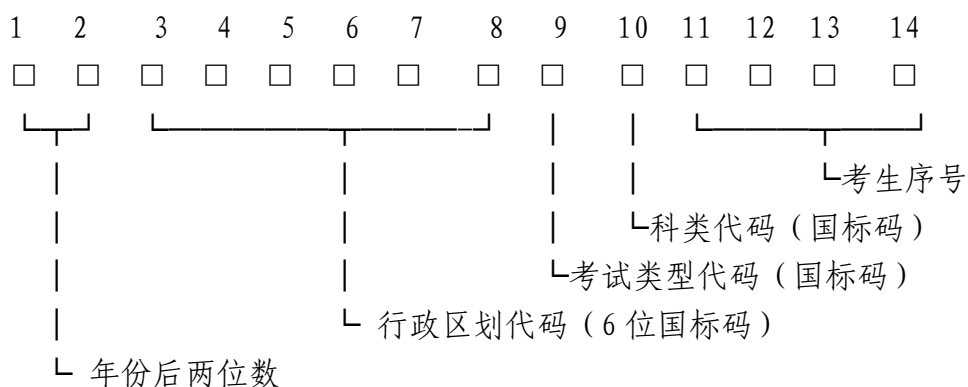 1 2 3 4 5 6 7 8 9 10 11 12 13 14
□ □ □ □ □ □ □ □ □ □ □ □ □ □
考生序号
科类代码（国标码）
考试类型代码（国标码）
行政区划代码（6位国标码）
年份后两位数